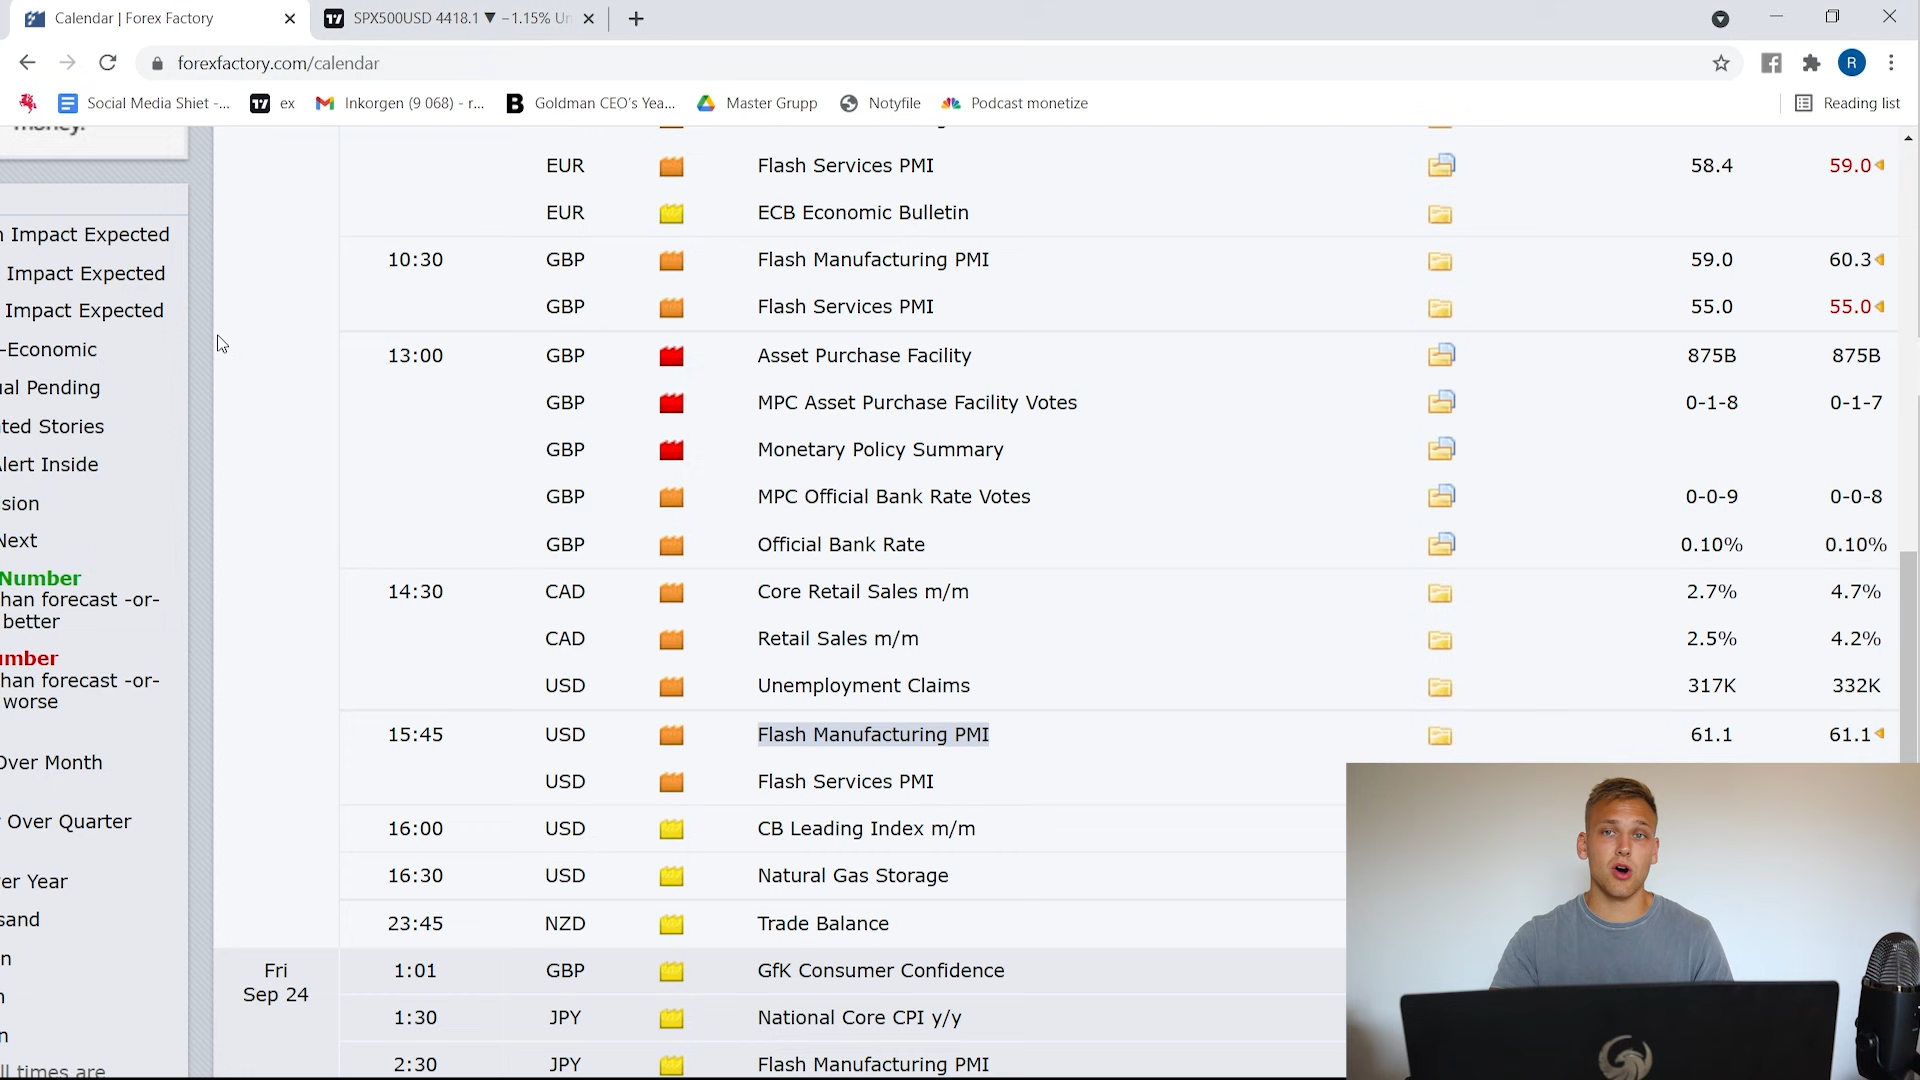 Calendar | Forex Factory
SPX500USD 4418.1 ▼ −1.15% Un
forexfactory.com/calendar
R
Social Media Shiet -...
ex
Inkorgen (9 068) - r...
Goldman CEO's Yea...
Master Grupp
Notyfile
Podcast monetize
Reading list
money.
EUR Flash Services PMI 58.4 59.0
EUR ECB Economic Bulletin
Impact Expected
10:30 GBP Flash Manufacturing PMI 59.0 60.3
Impact Expected
GBP Flash Services PMI 55.0 55.0
Impact Expected
-Economic
13:00 GBP Asset Purchase Facility 875B 875B
ual Pending
GBP MPC Asset Purchase Facility Votes 0-1-8 0-1-7
ted Stories
GBP Monetary Policy Summary
lert Inside
GBP MPC Official Bank Rate Votes 0-0-9 0-0-8
sion
Next
GBP Official Bank Rate 0.10% 0.10%
Number
14:30 CAD Core Retail Sales m/m 2.7% 4.7%
han forecast -or-
better
CAD Retail Sales m/m 2.5% 4.2%
umber
han forecast -or-
USD Unemployment Claims 317K 332K
worse
15:45 USD Flash Manufacturing PMI 61.1 61.1
Over Month
USD Flash Services PMI
Over Quarter
16:00 USD CB Leading Index m/m
16:30 USD Natural Gas Storage
er Year
sand
23:45 NZD Trade Balance
n
Fri
Sep 24
1:01 GBP GfK Consumer Confidence
n
1:30 JPY National Core CPI y/y
n
2:30 JPY Flash Manufacturing PMI
ll times are